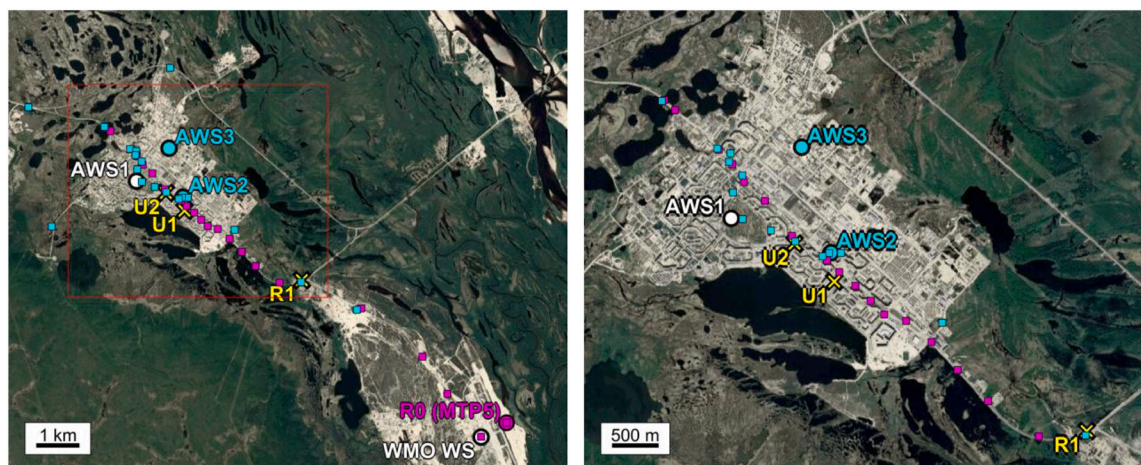 AWS3
AWS1
AWS2
U2
U1
R1
R0 (MTP5)
WMO WS
1 km
AWS3
AWS1
AWS2
U2
U1
R1
500 m